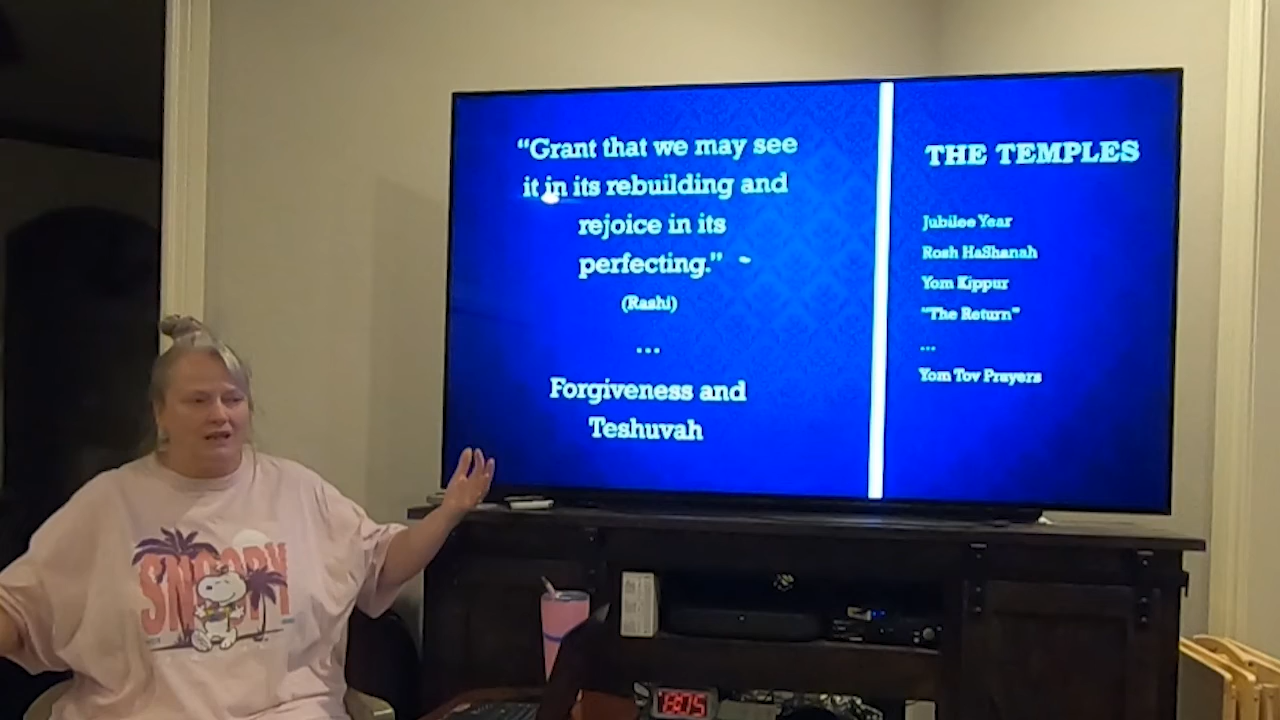 “Grant that we may see
it in its rebuilding and
rejoice in its
perfecting.” ~
(Rashi)
...
Forgiveness and
Teshuvah
THE TEMPLES
Jubilee Year
Rosh HaShanah
Yom Kippur
“The Return”
...
Yom Tov Prayers
SNOOPY